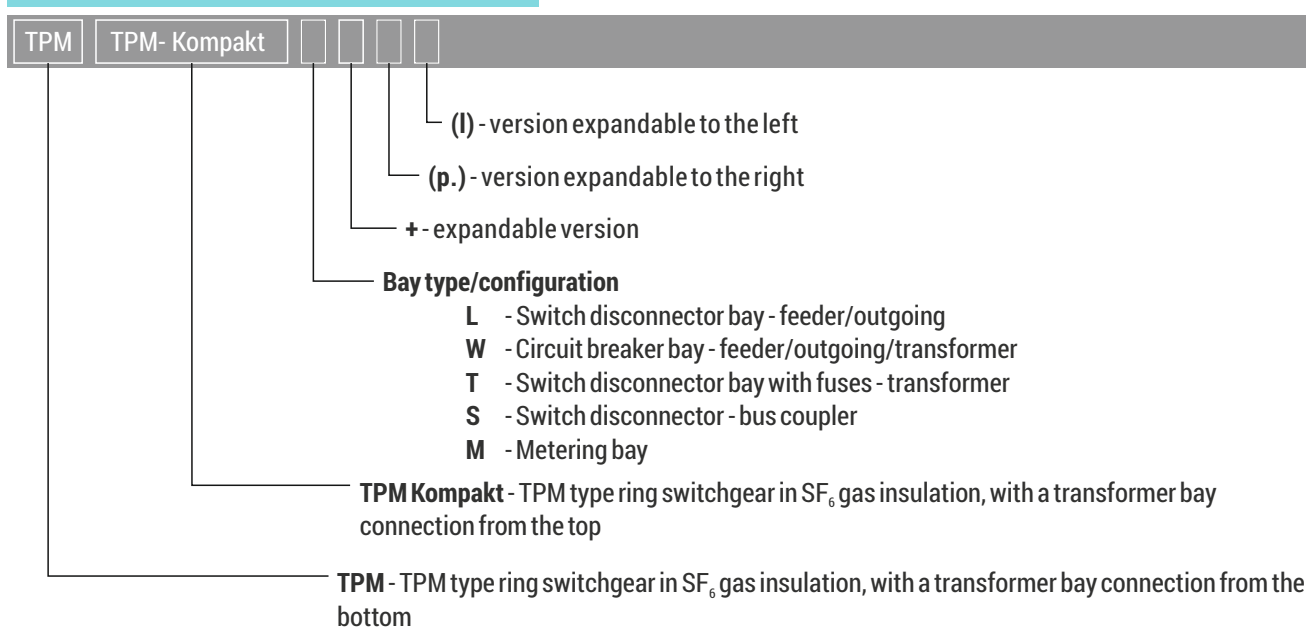 TPM TPM- Kompakt
(l) - version expandable to the left
(p.) - version expandable to the right
+ - expandable version
Bay type/configuration
L - Switch disconnector bay - feeder/outgoing
W - Circuit breaker bay - feeder/outgoing/transformer
T - Switch disconnector bay with fuses - transformer
S - Switch disconnector - bus coupler
M - Metering bay
TPM Kompakt - TPM type ring switchgear in SF₆ gas insulation, with a transformer bay
connection from the top
TPM - TPM type ring switchgear in SF₆ gas insulation, with a transformer bay connection from the
bottom